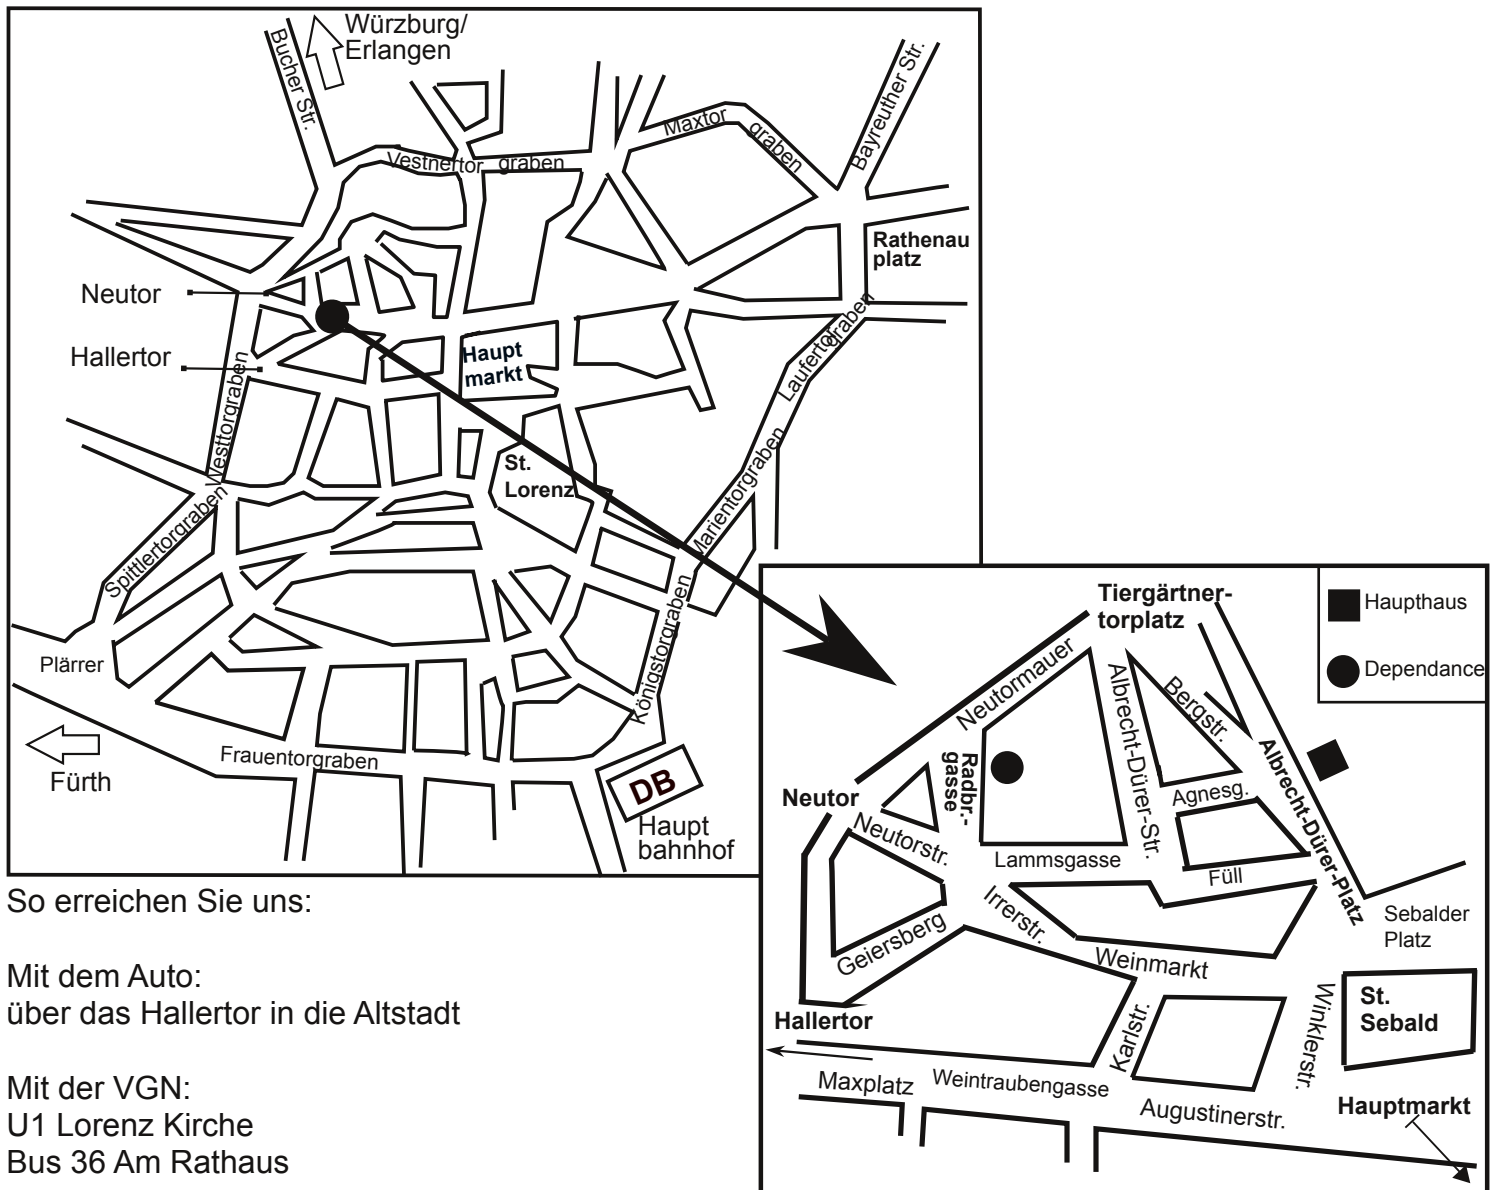 Würzburg/
Erlangen
Bucher Str.
Vestnertor graben
Maxtor graben
Bayreuther Str.
Rathenau
platz
Neutor
Hallertor
Haupt
markt
Laufertor
graben
Westtorgraben
St.
Lorenz
Marientorgraben
Spittlertorgraben
Königstorgraben
Plärrer
Frauentorgraben
Fürth
DB
Haupt
bahnhof
So erreichen Sie uns:
Mit dem Auto:
über das Hallertor in die Altstadt
Mit der VGN:
U1 Lorenz Kirche
Bus 36 Am Rathaus
Tiergärtner-
torplatz
Haupthaus
Dependance
Neutormauer
Albrecht-Dürer-Str.
Bergstr.
Radbr.-
gasse
Albrecht-Dürer-Platz
Neutor
Agnesg.
Neutorstr.
Lammsgasse
Füll
Irrerstr.
Sebalder
Platz
Geiersberg
Weinmarkt
St.
Sebald
Hallertor
Karlstr.
Winklerstr.
Maxplatz
Weintraubengasse
Augustinerstr.
Hauptmarkt